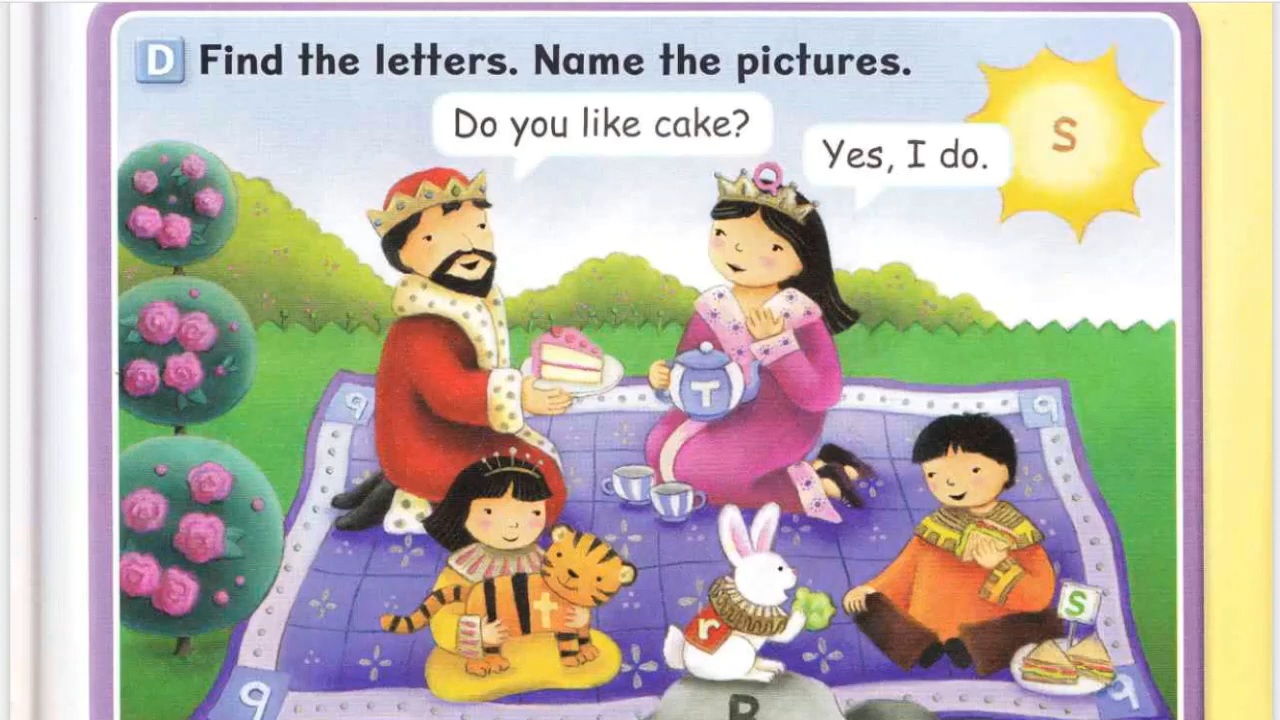 D Find the letters. Name the pictures.
Do you like cake?
Yes, I do.
S
Q
T
q
q
t
r
S
q
q
R